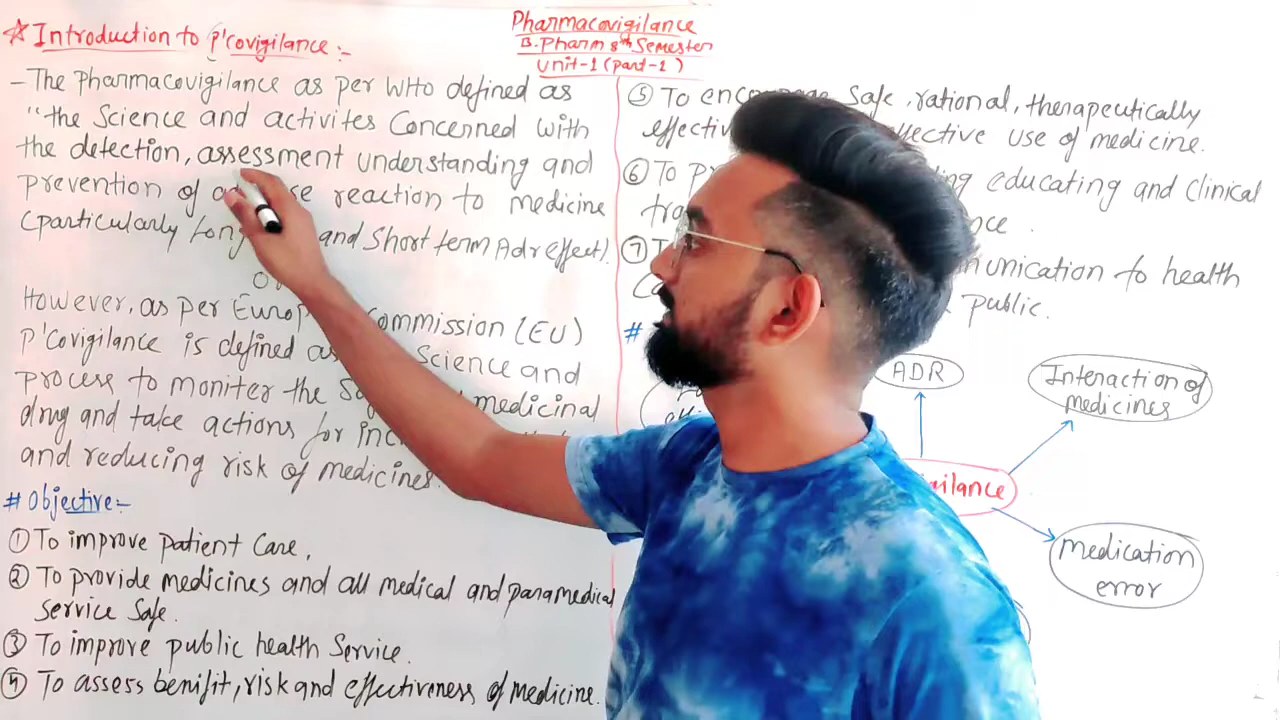 ☆ Introduction to p'covigilance :-
Pharmacovigilance
B.Pharm 8th Semester
Unit-1 (part-1)
- The Pharmacovigilance as per WHO defined as
"the Science and activites Concerned with
the detection, assessment understanding and
prevention of reaction to medicine
(particularly and Short term Adr effect).
However, as per Commission (EU)
p'Covigilance is defined Science and
process to moniter the medicinal
drug and take actions for
and reducing risk of medicines.
# Objective:-
① To improve patient Care,
② To provide medicines and all medical and paramedical
Service Safe.
③ To improve public health Service.
④ To assess benifit, risk and effectiveness of medicine.
⑤ To Safe, rational, therapeutically
use of medicine.
⑥ To educating and Clinical
⑦ to health
public.
#
ADR
Interaction of
medicines
Medication
error